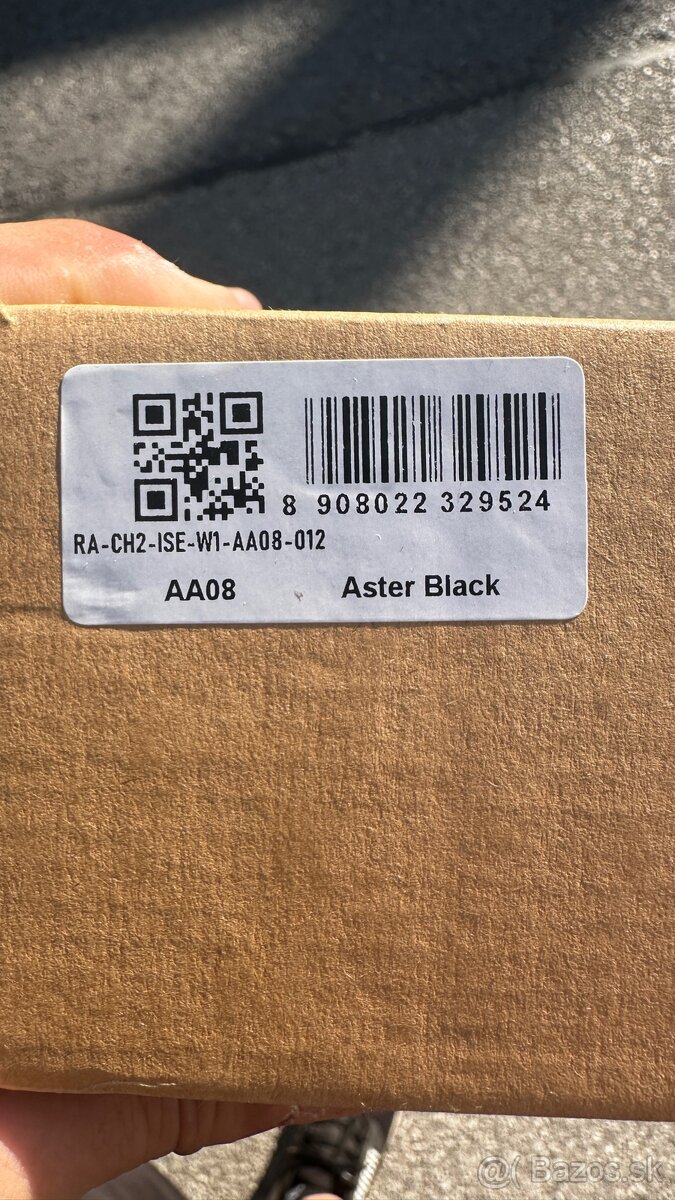 8 908022 329524
RA-CH2-ISE-W1-AA08-012
AA08 Aster Black
@( Bazos.sk